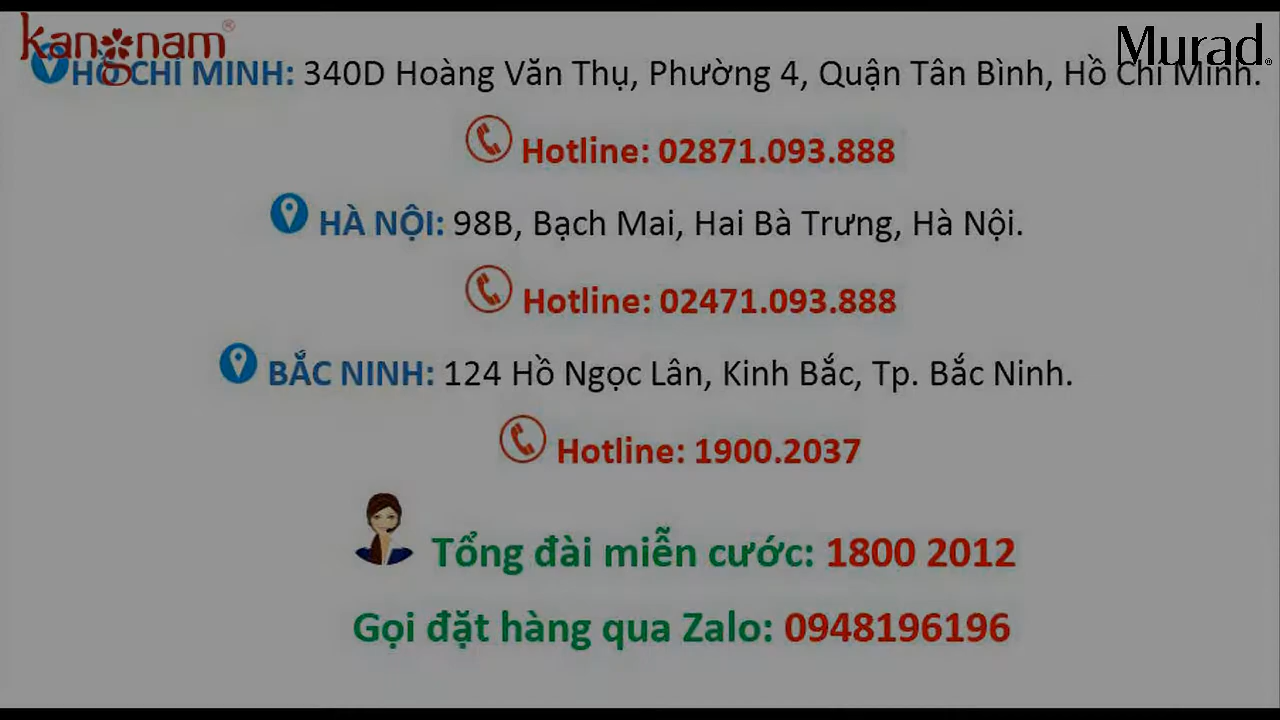 kangnam®
Murad®
HỒ CHÍ MINH: 340D Hoàng Văn Thụ, Phường 4, Quận Tân Bình, Hồ Chí Minh.
Hotline: 02871.093.888
HÀ NỘI: 98B, Bạch Mai, Hai Bà Trưng, Hà Nội.
Hotline: 02471.093.888
BẮC NINH: 124 Hồ Ngọc Lân, Kinh Bắc, Tp. Bắc Ninh.
Hotline: 1900.2037
Tổng đài miễn cước: 1800 2012
Gọi đặt hàng qua Zalo: 0948196196